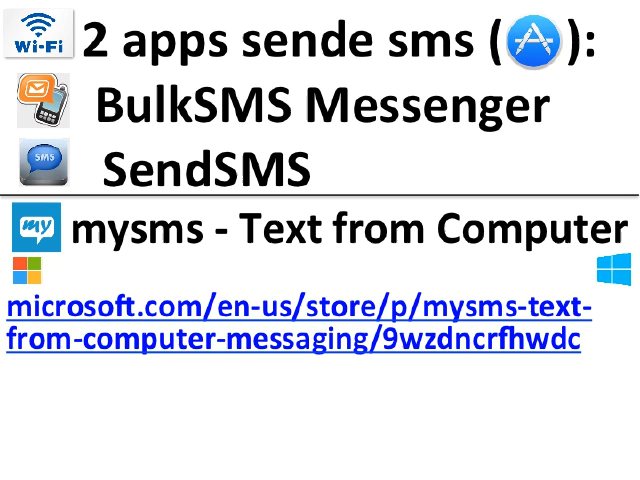 Wi-Fi
2 apps sende sms ( ):
BulkSMS Messenger
SMS
SendSMS
my
mysms - Text from Computer
microsoft.com/en-us/store/p/mysms-text-
from-computer-messaging/9wzdncrfhwdc